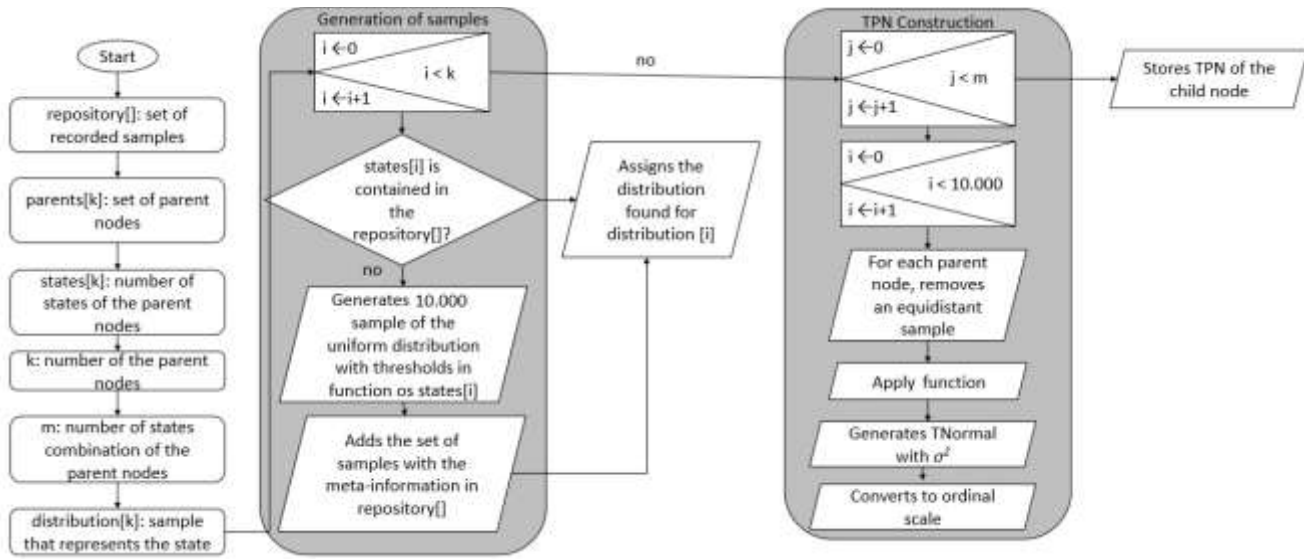 Start
repository[]: set of
recorded samples
parents[k]: set of parent
nodes
states[k]: number of
states of the parent
nodes
k: number of the parent
nodes
m: number of states
combination of the
parent nodes
distribution[k]: sample
that represents the state
Generation of samples
i ←0
i < k
i ←i+1
states[i] is
contained in
the
repository[]?
no
Generates 10.000
sample of the
uniform distribution
with thresholds in
function os states[i]
Adds the set of
samples with the
meta-information in
repository[]
Assigns the
distribution
found for
distribution [i]
no
TPN Construction
j ←0
j < m
j ←j+1
i ←0
i < 10.000
i ←i+1
For each parent
node, removes
an equidistant
sample
Apply function
Generates TNormal
with σ²
Converts to ordinal
scale
Stores TPN of the
child node